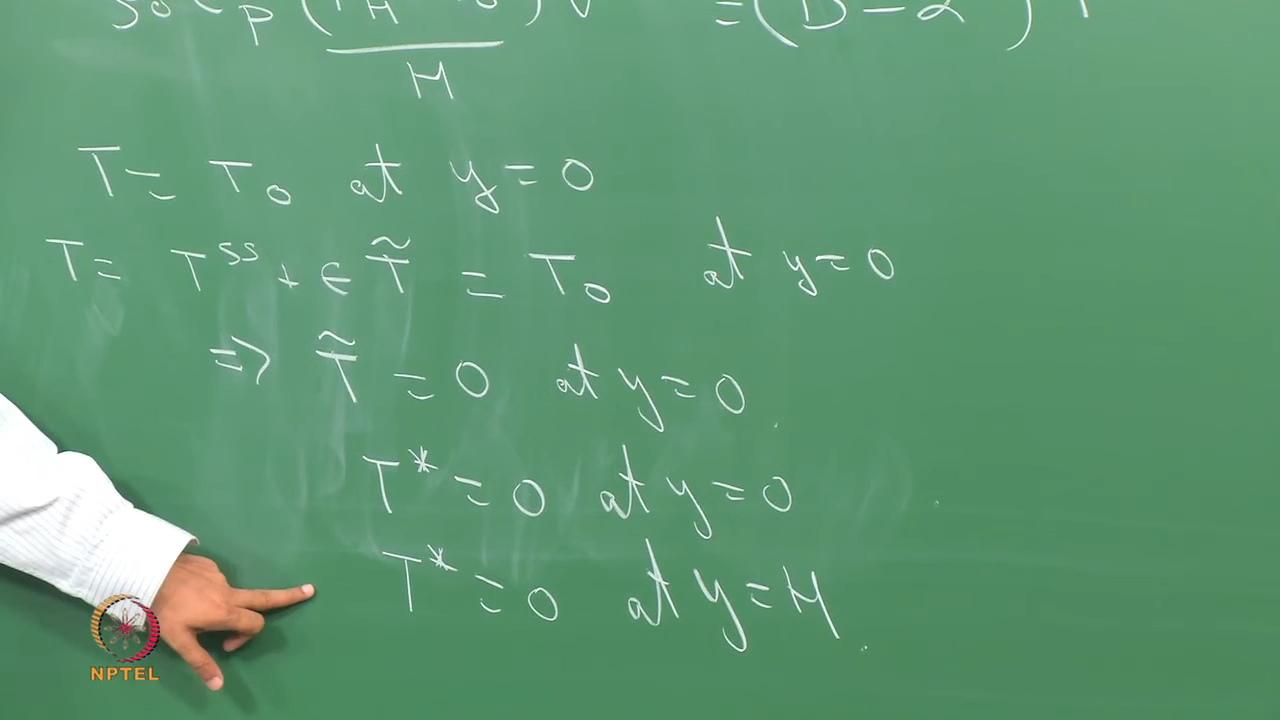 = (D - α ) T
H
T = T₀ at y = 0
T = T^SS + ε T̃ = T₀ at y = 0
=> T̃ = 0 at y = 0
T* = 0 at y = 0
T* = 0 at y = H
NPTEL